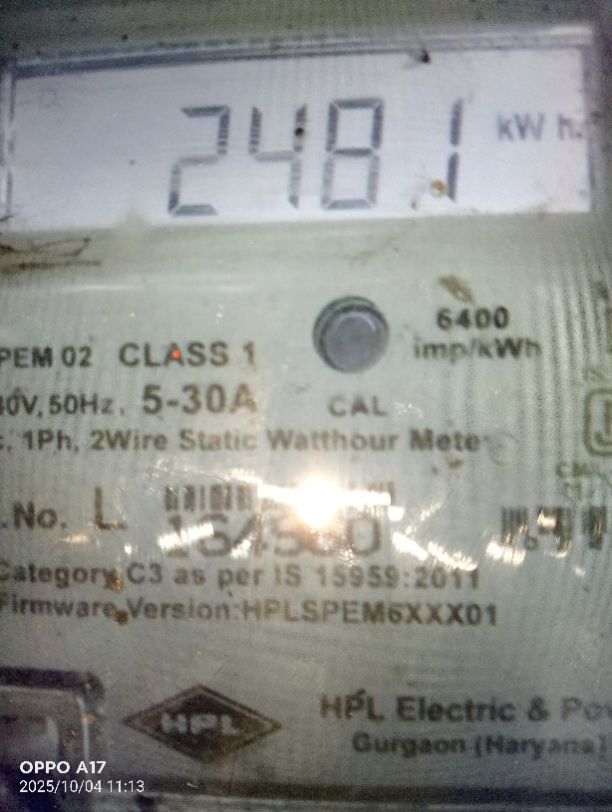 2481 kWh
6400
imp/kWh
PEM 02 CLASS 1
40V, 50Hz, 5-30A CAL
c. 1Ph, 2Wire Static Watthour Mete
.No. L
Category C3 as per IS 15959:2011
Firmware Version:HPLSPEM6XXX01
HPL
HPL Electric & Po
Gurgaon (Haryana)
OPPO A17
2025/10/04 11:13